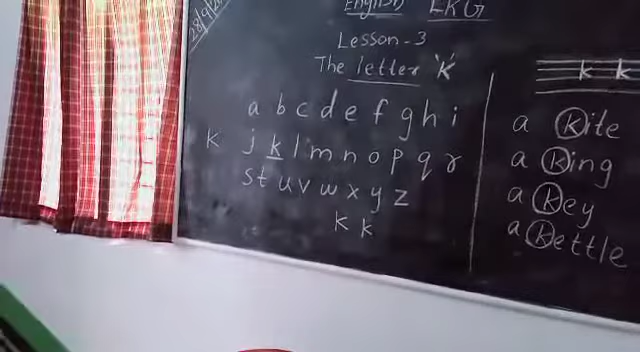 English LKG
Lesson-3
The letter 'K'
a b c d e f g h i
k j k l m n o p q r
s t u v w x y z
k k
k k
a kite
a king
a key
a kettle